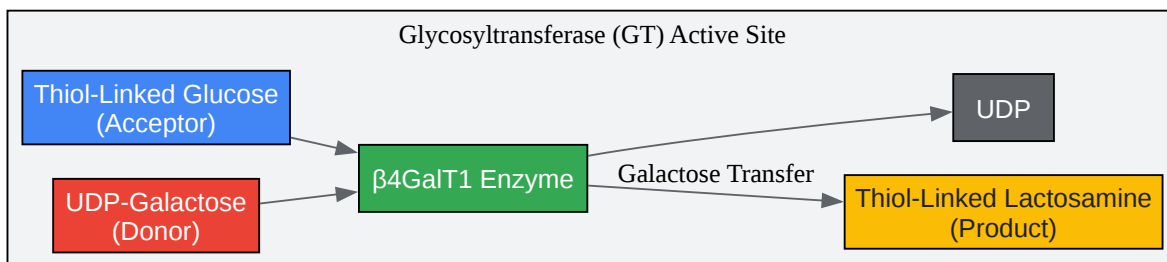 Glycosyltransferase (GT) Active Site
Thiol-Linked Glucose
(Acceptor)
UDP-Galactose
(Donor)
β4GalT1 Enzyme
Galactose Transfer
UDP
Thiol-Linked Lactosamine
(Product)